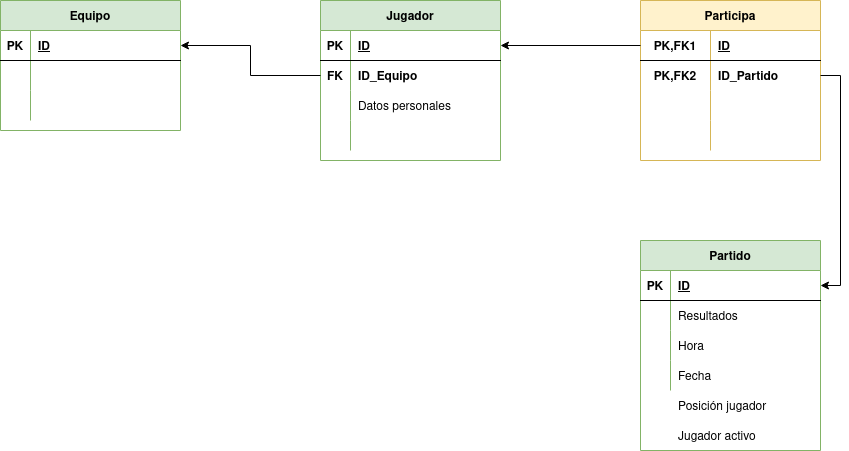 Equipo
PK ID
Jugador
PK ID
FK ID_Equipo
Datos personales
Participa
PK,FK1 ID
PK,FK2 ID_Partido
Partido
PK ID
Resultados
Hora
Fecha
Posición jugador
Jugador activo